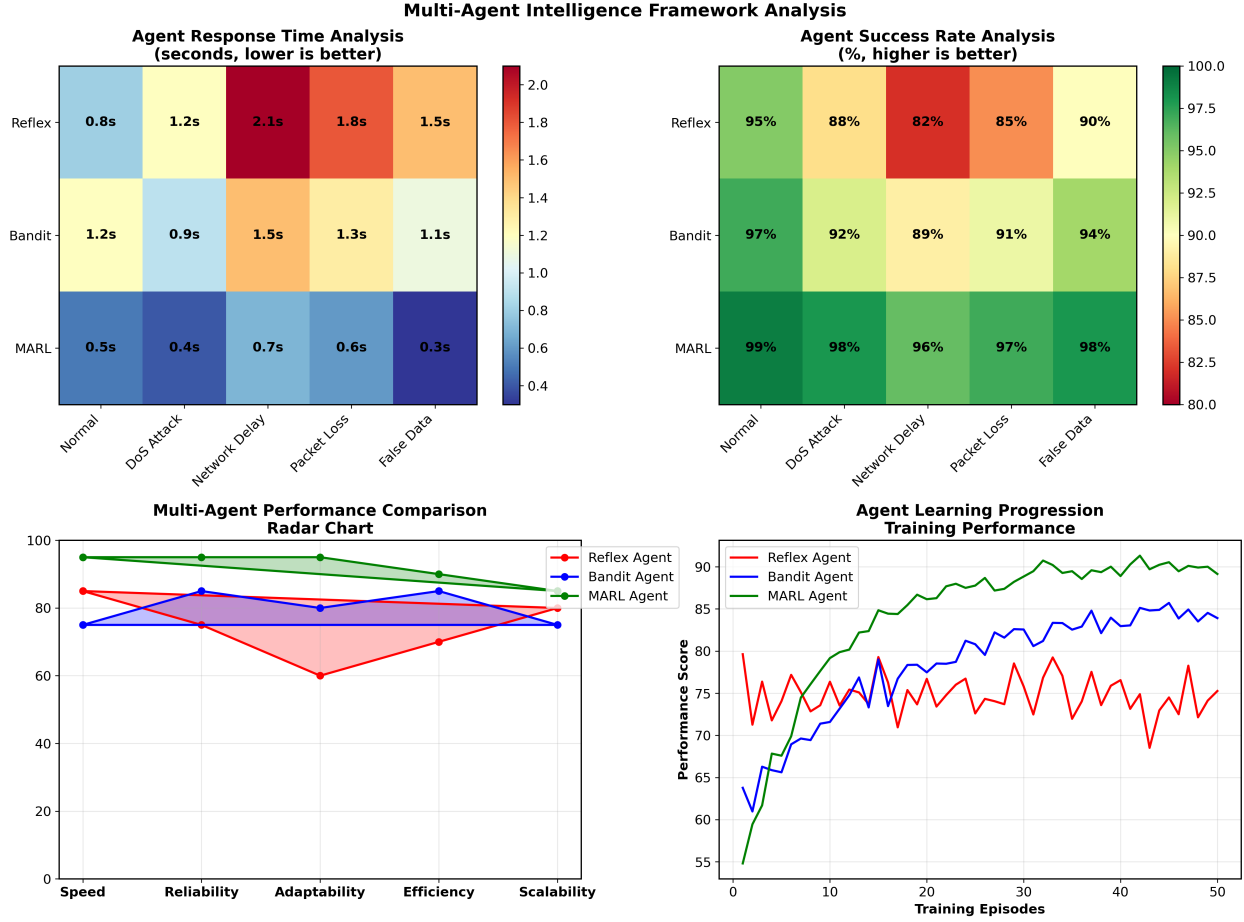 Multi-Agent Intelligence Framework Analysis
Agent Response Time Analysis
(seconds, lower is better)
Reflex
0.8s
1.2s
2.1s
1.8s
1.5s
Bandit
1.2s
0.9s
1.5s
1.3s
1.1s
MARL
0.5s
0.4s
0.7s
0.6s
0.3s
Normal
DoS Attack
Network Delay
Packet Loss
False Data
2.0
1.8
1.6
1.4
1.2
1.0
0.8
0.6
0.4
Agent Success Rate Analysis
(%, higher is better)
Reflex
95%
88%
82%
85%
90%
Bandit
97%
92%
89%
91%
94%
MARL
99%
98%
96%
97%
98%
Normal
DoS Attack
Network Delay
Packet Loss
False Data
100.0
97.5
95.0
92.5
90.0
87.5
85.0
82.5
80.0
Multi-Agent Performance Comparison
Radar Chart
100
80
60
40
20
0
Speed
Reliability
Adaptability
Efficiency
Scalability
Reflex Agent
Bandit Agent
MARL Agent
Agent Learning Progression
Training Performance
Reflex Agent
Bandit Agent
MARL Agent
Performance Score
90
85
80
75
70
65
60
55
0
10
20
30
40
50
Training Episodes